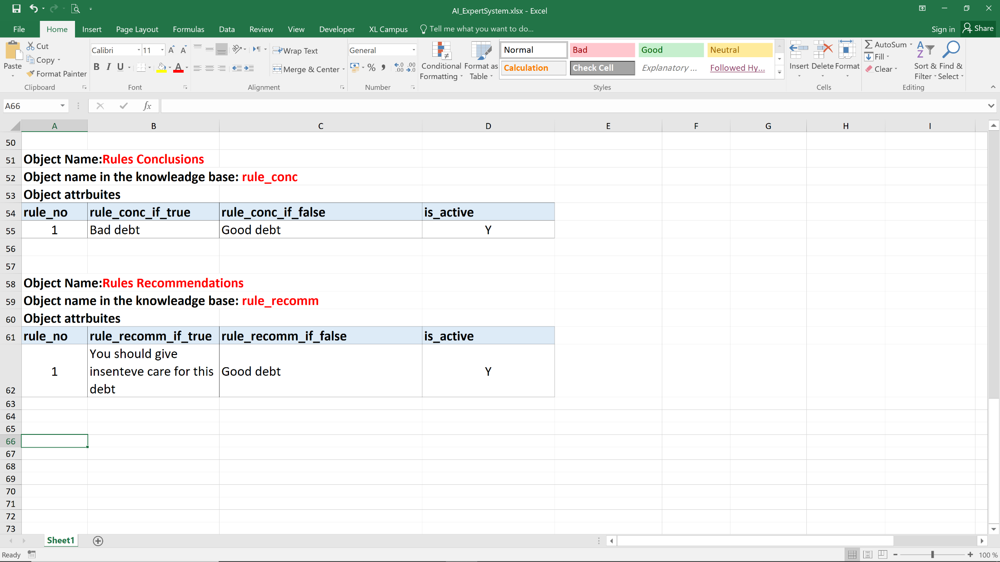 AI_ExpertSystem.xlsx - Excel
File Home Insert Page Layout Formulas Data Review View Developer XL Campus Tell me what you want to do... Sign in Share
Paste
Cut
Copy
Format Painter
Clipboard
Calibri 11
B I U
Font
Wrap Text
Merge & Center
Alignment
General
% ,
Number
Conditional Formatting
Format as Table
Normal Bad Good Neutral
Calculation Check Cell Explanatory ... Followed Hy...
Styles
Insert Delete Format
Cells
AutoSum
Fill
Clear
Sort & Filter
Find & Select
Editing
A66 fx
A B C D E F G H I
50
51 Object Name:Rules Conclusions
52 Object name in the knowleadge base: rule_conc
53 Object attrbuites
54 rule_no rule_conc_if_true rule_conc_if_false is_active
55 1 Bad debt Good debt Y
56
57
58 Object Name:Rules Recommendations
59 Object name in the knowleadge base: rule_recomm
60 Object attrbuites
61 rule_no rule_recomm_if_true rule_recomm_if_false is_active
62 1 You should give insenteve care for this debt Good debt Y
63
64
65
66
67
68
69
70
71
72
73
Sheet1
Ready 100 %